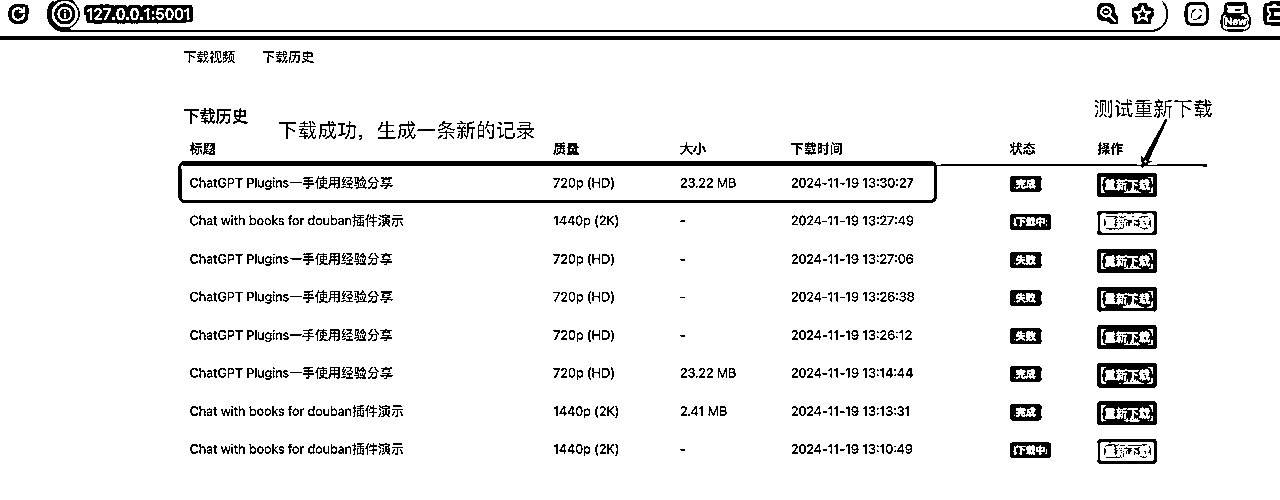 127.0.0.1:5001
New
下载视频 下载历史
测试重新下载
下载历史
下载成功，生成一条新的记录
标题 质量 大小 下载时间 状态 操作
ChatGPT Plugins一手使用经验分享 720p (HD) 23.22 MB 2024-11-19 13:30:27 完成 重新下载
Chat with books for douban插件演示 1440p (2K) - 2024-11-19 13:27:49 下载中 重新下载
ChatGPT Plugins一手使用经验分享 720p (HD) - 2024-11-19 13:27:06 失败 重新下载
ChatGPT Plugins一手使用经验分享 720p (HD) - 2024-11-19 13:26:38 失败 重新下载
ChatGPT Plugins一手使用经验分享 720p (HD) - 2024-11-19 13:26:12 失败 重新下载
ChatGPT Plugins一手使用经验分享 720p (HD) 23.22 MB 2024-11-19 13:14:44 完成 重新下载
Chat with books for douban插件演示 1440p (2K) 2.41 MB 2024-11-19 13:13:31 完成 重新下载
Chat with books for douban插件演示 1440p (2K) - 2024-11-19 13:10:49 下载中 重新下载